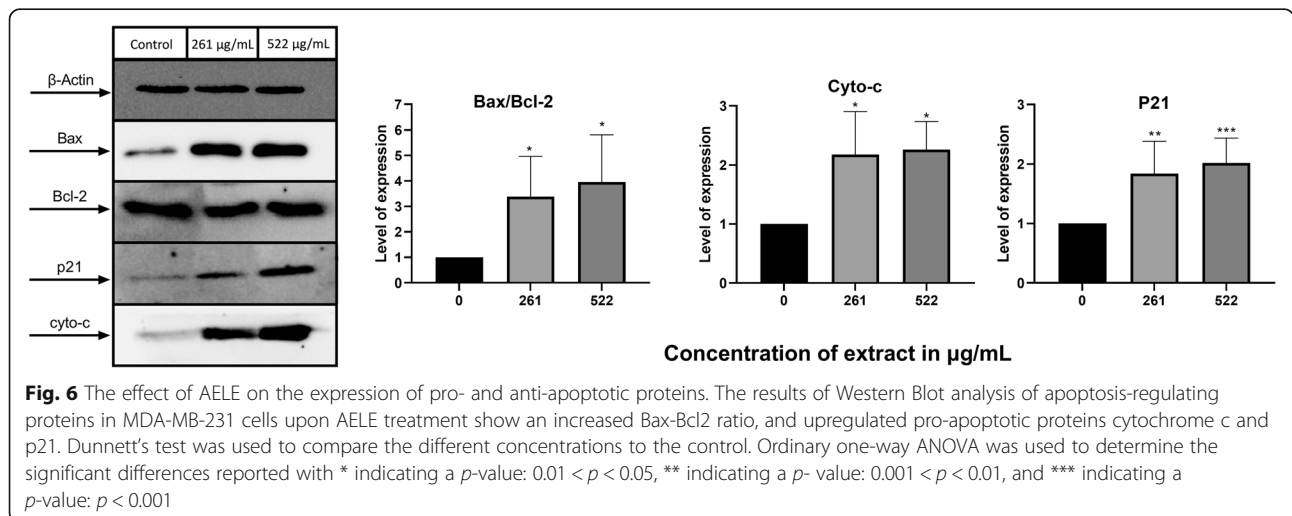 Control 261 µg/mL 522 µg/mL
β-Actin
Bax
Bcl-2
p21
cyto-c
Bax/Bcl-2
Level of expression
7
6
5
4
3
2
1
0
* *
0 261 522
Cyto-c
Level of expression
3
2
1
0
* *
0 261 522
P21
Level of expression
3
2
1
0
** ***
0 261 522
Concentration of extract in µg/mL
Fig. 6 The effect of AELE on the expression of pro- and anti-apoptotic proteins. The results of Western Blot analysis of apoptosis-regulating
proteins in MDA-MB-231 cells upon AELE treatment show an increased Bax-Bcl2 ratio, and upregulated pro-apoptotic proteins cytochrome c and
p21. Dunnett’s test was used to compare the different concentrations to the control. Ordinary one-way ANOVA was used to determine the
significant differences reported with * indicating a p-value: 0.01 < p < 0.05, ** indicating a p- value: 0.001 < p < 0.01, and *** indicating a
p-value: p < 0.001